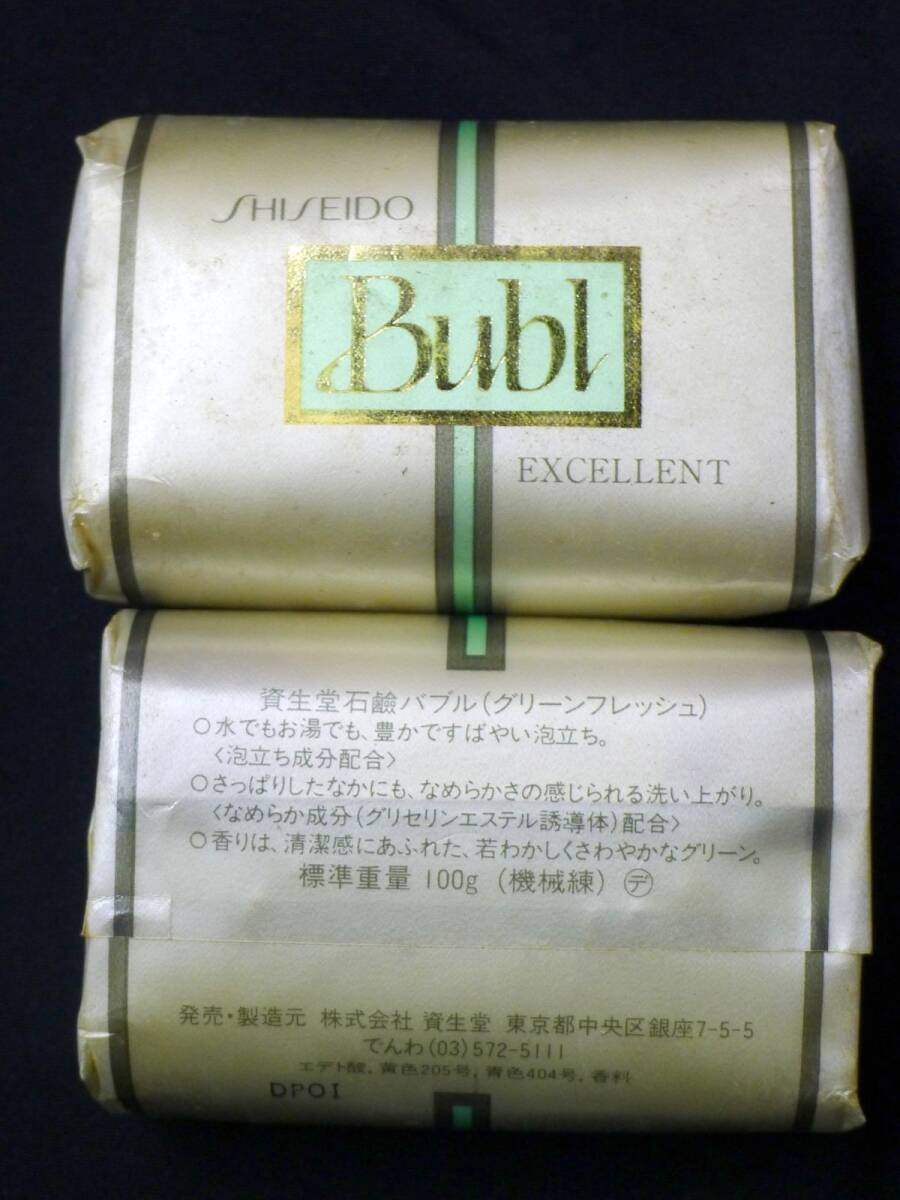 SHISEIDO
Bubl
EXCELLENT
資生堂石鹼バブル(グリーンフレッシュ)
○水でもお湯でも、豊かですばやい泡立ち。
〈泡立ち成分配合〉
○さっぱりしたなかにも、なめらかさの感じられる洗い上がり。
〈なめらか成分(グリセリンエステル誘導体)配合〉
○香りは、清潔感にあふれた、若わかしくさわやかなグリーン。
標準重量 100g (機械練) ㋢
発売・製造元 株式会社 資生堂 東京都中央区銀座7-5-5
でんわ(03)572-5111
エデト酸, 黄色205号, 青色404号, 香料
DPOI